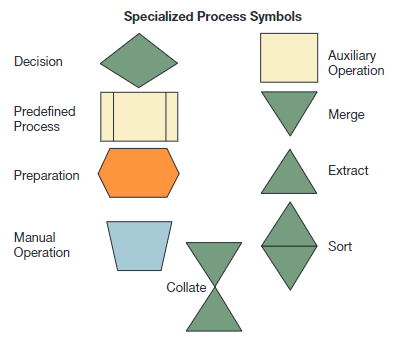 Specialized Process Symbols
Decision
Predefined
Process
Preparation
Manual
Operation
Collate
Auxiliary
Operation
Merge
Extract
Sort